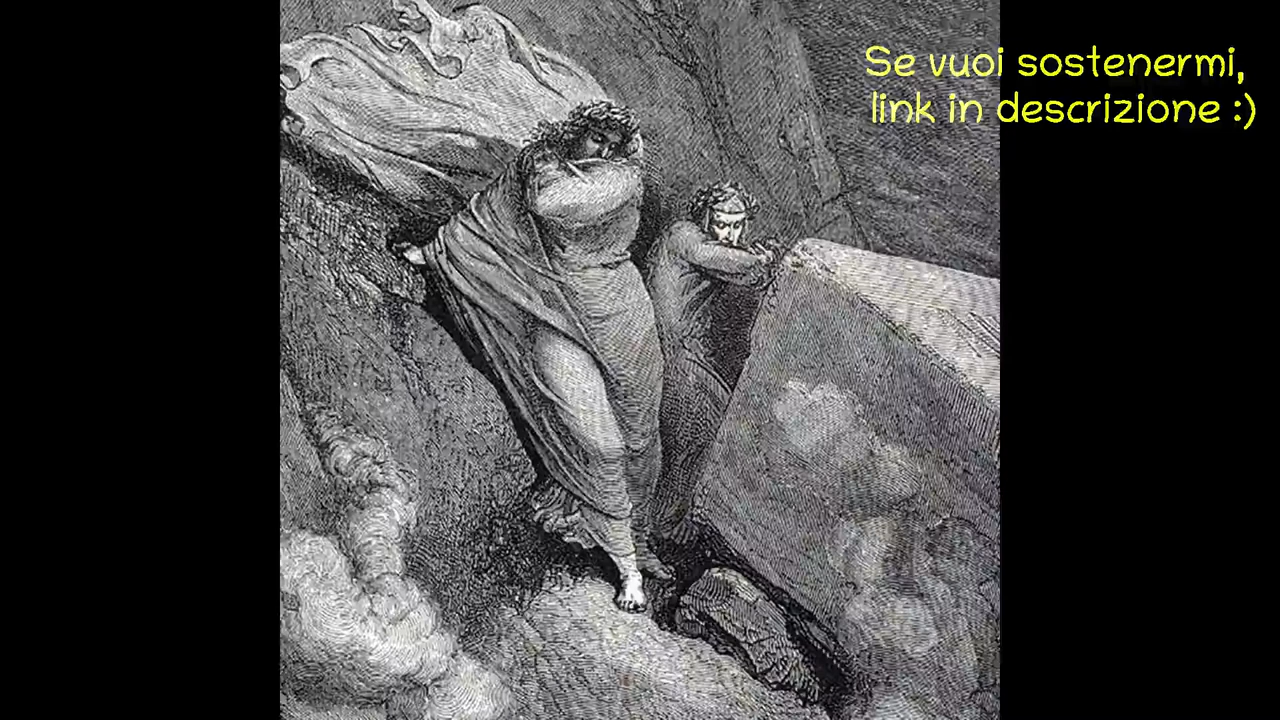 Se vuoi sostenermi,
link in descrizione :)